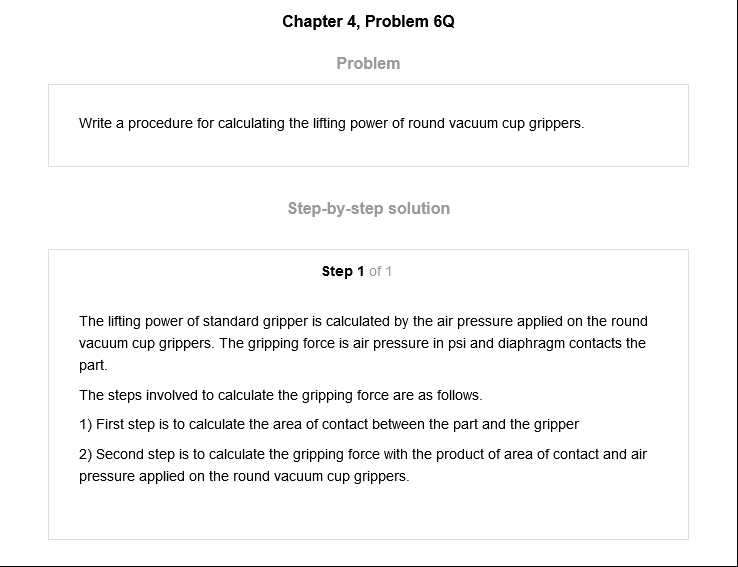 Chapter 4, Problem 6Q
Problem
Write a procedure for calculating the lifting power of round vacuum cup grippers.
Step-by-step solution
Step 1 of 1
The lifting power of standard gripper is calculated by the air pressure applied on the round
vacuum cup grippers. The gripping force is air pressure in psi and diaphragm contacts the
part.
The steps involved to calculate the gripping force are as follows.
1) First step is to calculate the area of contact between the part and the gripper
2) Second step is to calculate the gripping force with the product of area of contact and air
pressure applied on the round vacuum cup grippers.